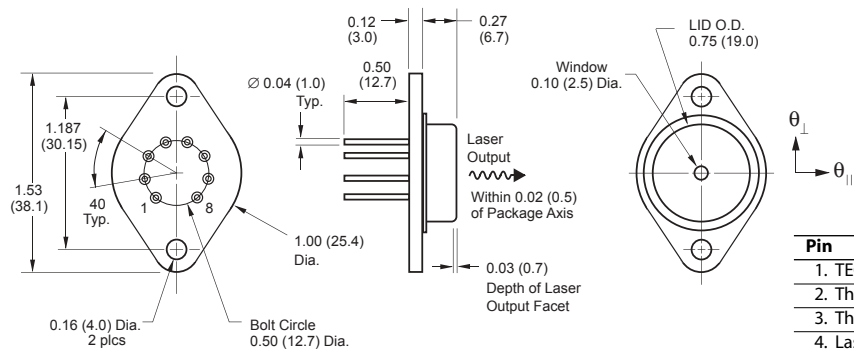 0.12
(3.0)
0.27
(6.7)
LID O.D.
0.75 (19.0)
0.50
(12.7)
Window
0.10 (2.5) Dia.
Ø 0.04 (1.0)
Typ.
1.187
(30.15)
1.53
(38.1)
40
Typ.
1
8
Laser
Output
Within 0.02 (0.5)
of Package Axis
θ⊥
θ||
1.00 (25.4)
Dia.
0.03 (0.7)
Depth of Laser
Output Facet
0.16 (4.0) Dia.
2 plcs
Bolt Circle
0.50 (12.7) Dia.
Pin
1. TE
2. Th
3. Th
4. Las